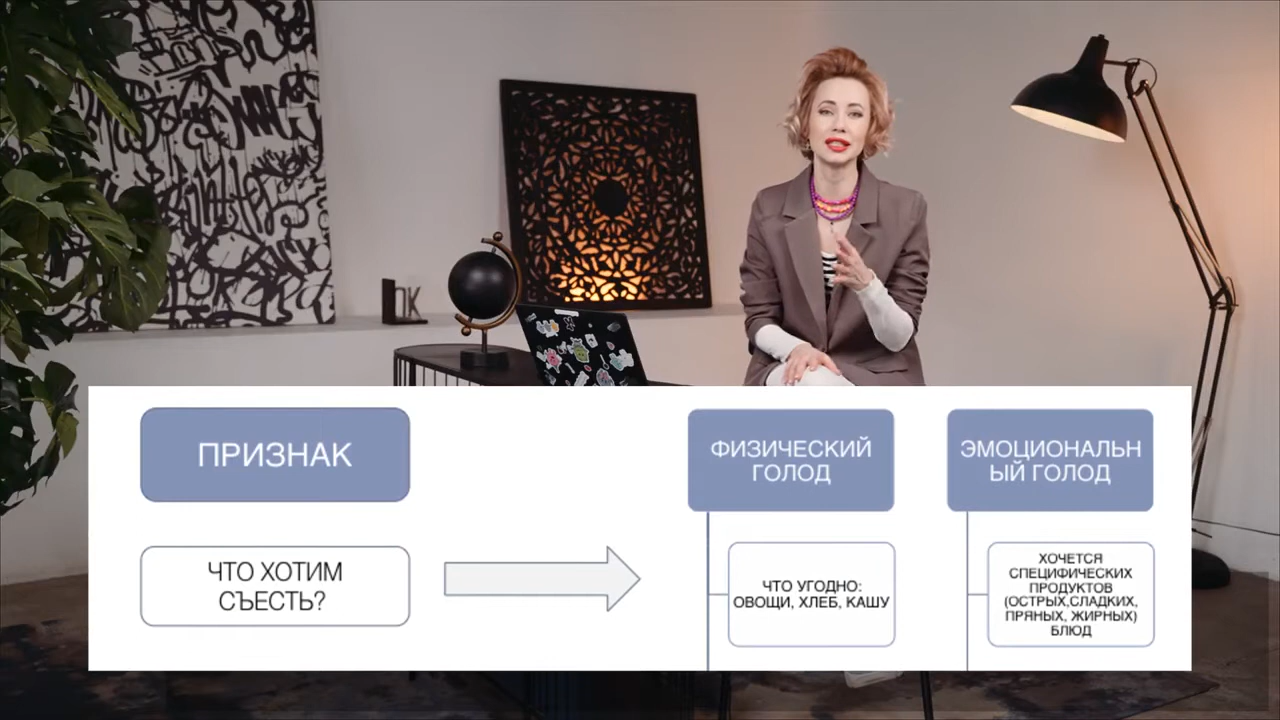 ПРИЗНАК
ФИЗИЧЕСКИЙ
ГОЛОД
ЭМОЦИОНАЛЬН
ЫЙ ГОЛОД
ЧТО ХОТИМ
СЪЕСТЬ?
ЧТО УГОДНО:
ОВОЩИ, ХЛЕБ, КАШУ
ХОЧЕТСЯ
СПЕЦИФИЧЕСКИХ
ПРОДУКТОВ
(ОСТРЫХ,СЛАДКИХ,
ПРЯНЫХ, ЖИРНЫХ)
БЛЮД